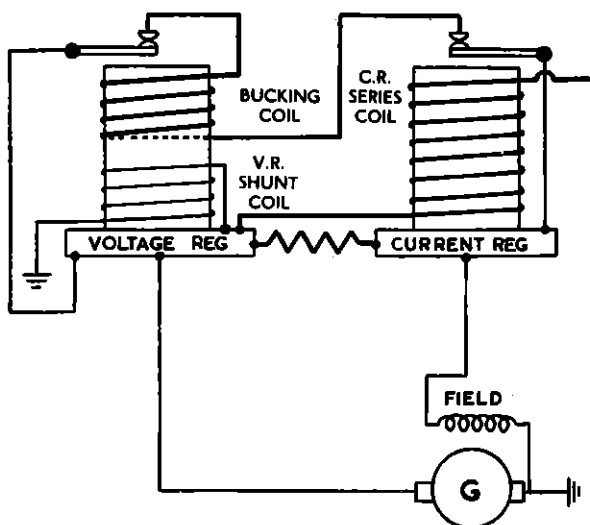 BUCKING
COIL
C.R.
SERIES
COIL
V.R.
SHUNT
COIL
VOLTAGE REG
CURRENT REG
FIELD
G